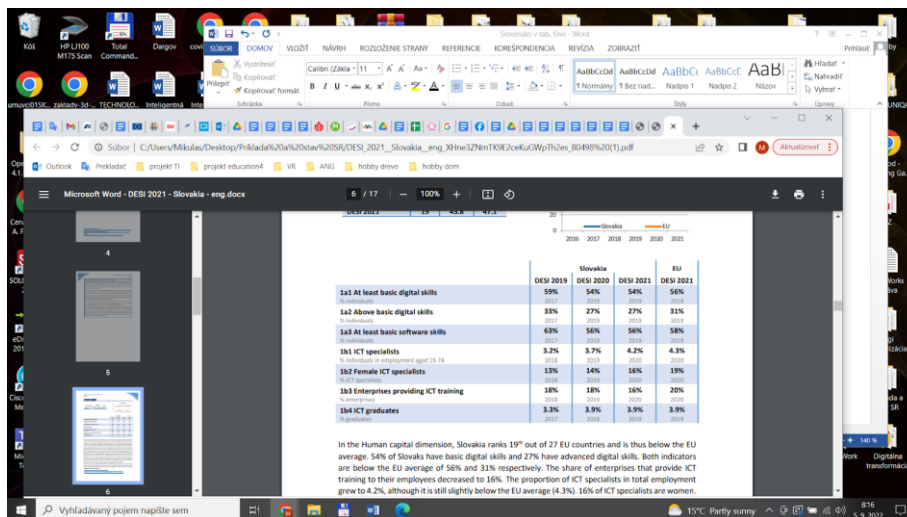 Slovensko v tab. finis - Word
SÚBOR DOMOV VLOŽIŤ NÁVRH ROZLOŽENIE STRANY REFERENCIE KOREŠPONDENCIA REVÍZIA ZOBRAZIŤ
Prihlásiť
Kôš
HP LJ100 M175 Scan
Total Command...
Dargov
Prilepiť
Vystrihnúť
Kopírovať
Kopírovať formát
Schránka
Calibri (Zákla
11
Písmo
Odsek
AaBbCcDd AaBbCcDd AaBbCc AaBbCcC AaBl
¶ Normálny ¶ Bez riad... Nadpis 1 Nadpis 2 Názov
Štýly
Hľadať
Nahradiť
Vybrať
Úpravy
Súbor | C:/Users/Mikulas/Desktop/Priklada%20a%20stav%20SR/DESI_2021__Slovakia__eng_XHne3ZNmTK9E2ceKuGWpTh2es_80498%20(1).pdf
M
Aktualizovať
Outlook Prekladač projekt TI projekt education4 VR ANG hobby drevo hobby dom
Microsoft Word - DESI 2021 - Slovakia - eng.docx
6 / 17 — 100% +
4
5
6
DESI 2021 19 43.8 47.1
20
0
Slovakia EU
2016 2017 2018 2019 2020 2021
Slovakia EU
DESI 2019 DESI 2020 DESI 2021 DESI 2021
1a1 At least basic digital skills 59% 54% 54% 56%
% individuals 2017 2019 2019 2019
1a2 Above basic digital skills 33% 27% 27% 31%
% individuals 2017 2019 2019 2019
1a3 At least basic software skills 63% 56% 56% 58%
% individuals 2017 2019 2019 2019
1b1 ICT specialists 3.2% 3.7% 4.2% 4.3%
% individuals in employment aged 15-74 2018 2019 2020 2020
1b2 Female ICT specialists 13% 14% 16% 19%
% ICT specialists 2018 2019 2020 2020
1b3 Enterprises providing ICT training 18% 18% 16% 20%
% enterprises 2018 2019 2020 2020
1b4 ICT graduates 3.3% 3.9% 3.9% 3.9%
% graduates 2017 2018 2019 2019
In the Human capital dimension, Slovakia ranks 19th out of 27 EU countries and is thus below the EU
average. 54% of Slovaks have basic digital skills and 27% have advanced digital skills. Both indicators
are below the EU average of 56% and 31% respectively. The share of enterprises that provide ICT
training to their employees decreased to 16%. The proportion of ICT specialists in total employment
grew to 4.2%, although it is still slightly below the EU average (4.3%). 16% of ICT specialists are women.
140 %
Digitálna
transformáci
Vyhľadávaný pojem napíšte sem
15°C Partly sunny
8:16
5. 9. 2022